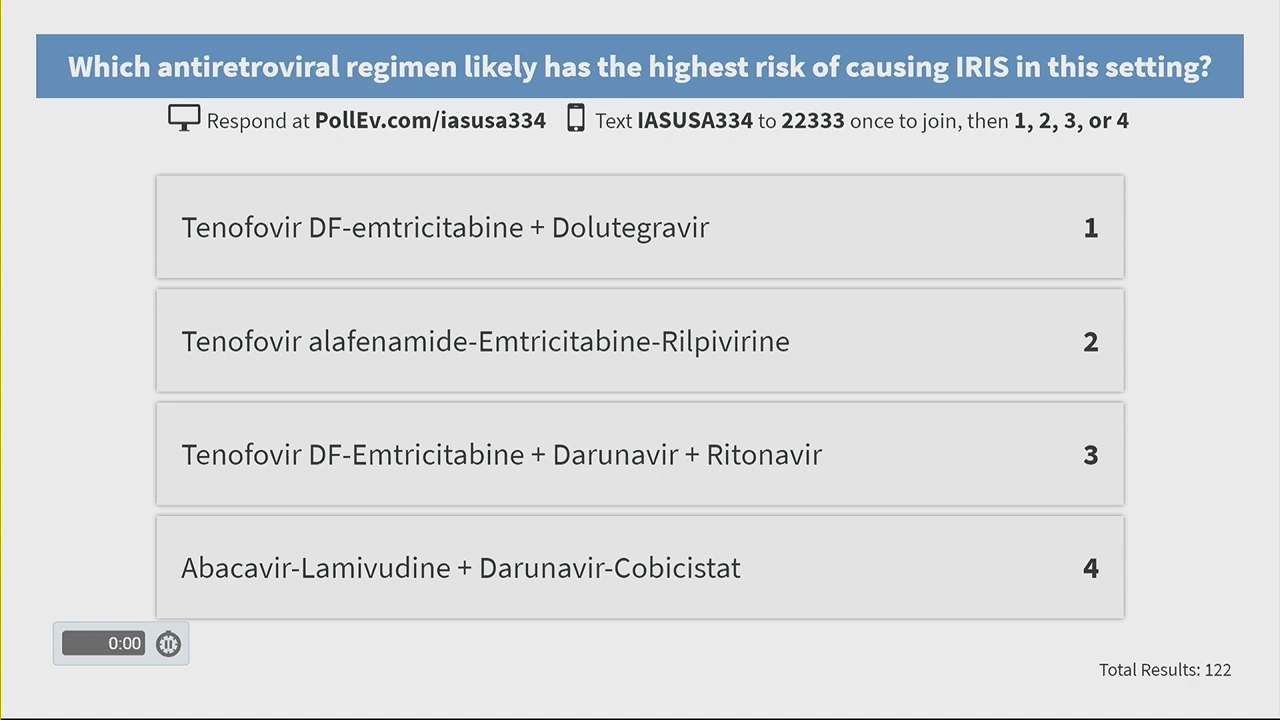 Which antiretroviral regimen likely has the highest risk of causing IRIS in this setting?
Respond at PollEv.com/iasusa334 Text IASUSA334 to 22333 once to join, then 1, 2, 3, or 4
Tenofovir DF-emtricitabine + Dolutegravir 1
Tenofovir alafenamide-Emtricitabine-Rilpivirine 2
Tenofovir DF-Emtricitabine + Darunavir + Ritonavir 3
Abacavir-Lamivudine + Darunavir-Cobicistat 4
0:00
Total Results: 122